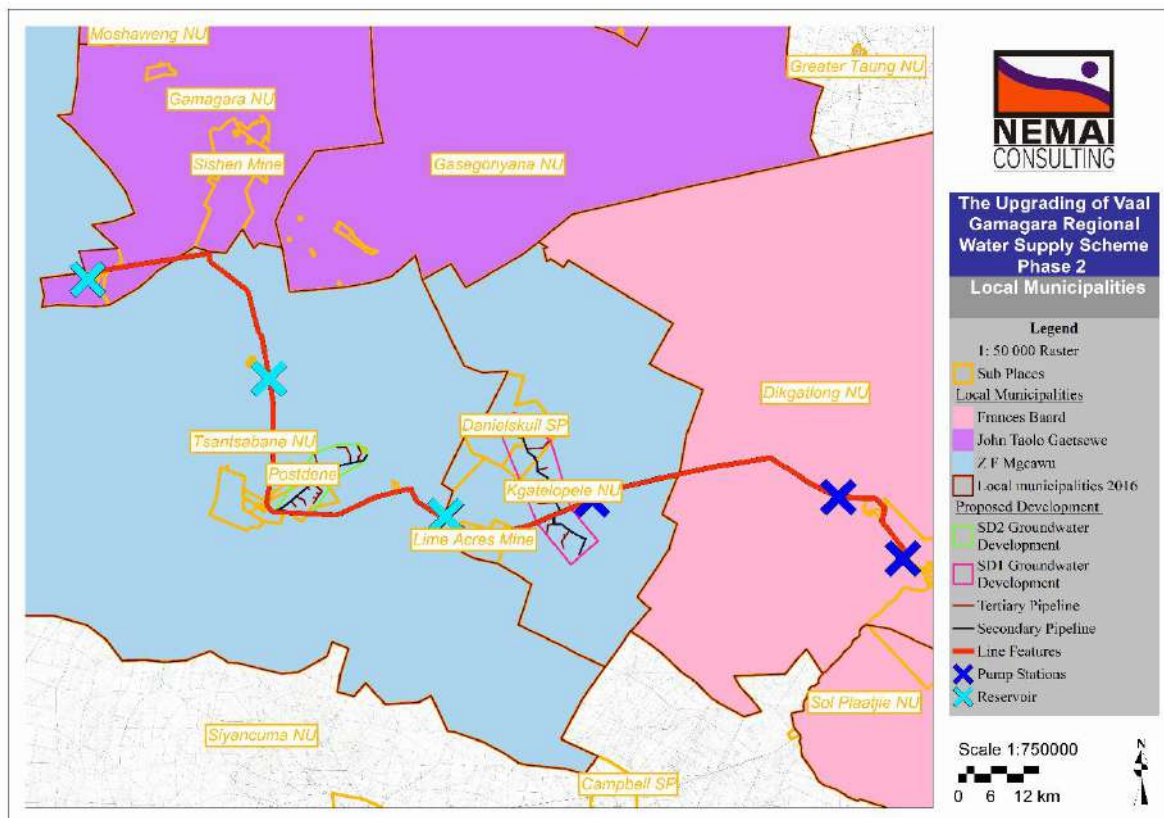 Moshaweng NU
Greater Taung NU
Gamagara NU
Sishen Mine
Gasegonyana NU
Dikgatlong NU
Danielskuil SP
Tsantsabane NU
Postdene
Kgatelopele NU
Lime Acres Mine
Sol Plaatjie NU
Siyancuma NU
Campbell SP
NEMAI
CONSULTING
The Upgrading of Vaal
Gamagara Regional
Water Supply Scheme
Phase 2
Local Municipalities
Legend
1: 50 000 Raster
Sub Places
Local Municipalities
Frances Baard
John Taolo Gaetsewe
Z F Mgcawu
Local municipalities 2016
Proposed Development
SD2 Groundwater
Development
SD1 Groundwater
Development
Tertiary Pipeline
Secondary Pipeline
Line Features
Pump Stations
Reservoir
Scale 1:750000
0 6 12 km
N